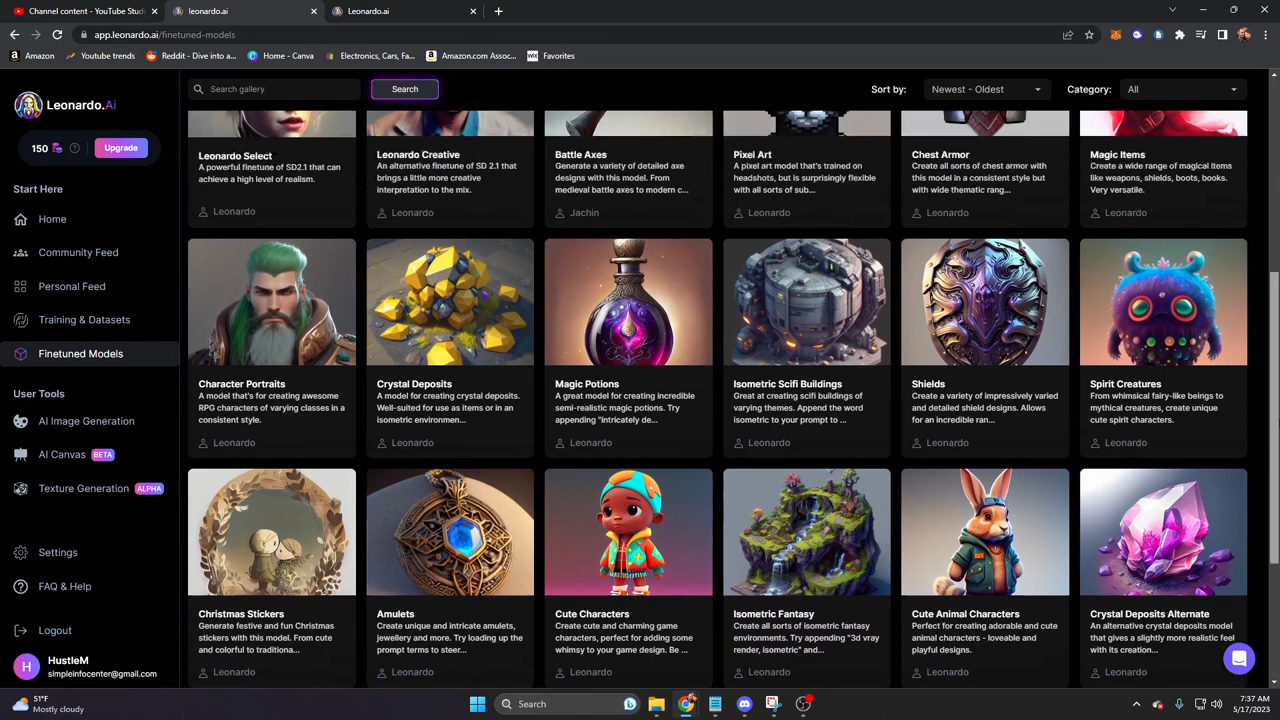 Channel content - YouTube Studi
leonardo.ai
Leonardo.ai
app.leonardo.ai/finetuned-models
Amazon
Youtube trends
Reddit - Dive into a...
Home - Canva
Electronics, Cars, Fa...
Amazon.com Assoc...
WIX
Favorites
Leonardo.Ai
150
Upgrade
Start Here
Home
Community Feed
Personal Feed
Training & Datasets
Finetuned Models
User Tools
AI Image Generation
AI Canvas BETA
Texture Generation ALPHA
Settings
FAQ & Help
Logout
H
HustleM
simpleinfocenter@gmail.com
Search gallery
Search
Sort by:
Newest - Oldest
Category:
All
Leonardo Select
A powerful finetune of SD2.1 that can
achieve a high level of realism.
Leonardo
Leonardo Creative
An alternative finetune of SD 2.1 that
brings a little more creative
interpretation to the mix.
Leonardo
Battle Axes
Generate a variety of detailed axe
designs with this model. From
medieval battle axes to modern c...
Jachin
Pixel Art
A pixel art model that's trained on
headshots, but is surprisingly flexible
with all sorts of sub...
Leonardo
Chest Armor
Create all sorts of chest armor with
this model in a consistent style but
with wide thematic rang...
Leonardo
Magic Items
Create a wide range of magical items
like weapons, shields, boots, books.
Very versatile.
Leonardo
Character Portraits
A model that's for creating awesome
RPG characters of varying classes in a
consistent style.
Leonardo
Crystal Deposits
A model for creating crystal deposits.
Well-suited for use as items or in an
isometric environmen...
Leonardo
Magic Potions
A great model for creating incredible
semi-realistic magic potions. Try
appending "intricately de...
Leonardo
Isometric Scifi Buildings
Great at creating scifi buildings of
varying themes. Append the word
isometric to your prompt to ...
Leonardo
Shields
Create a variety of impressively varied
and detailed shield designs. Allows
for an incredible ran...
Leonardo
Spirit Creatures
From whimsical fairy-like beings to
mythical creatures, create unique
cute spirit characters.
Leonardo
Christmas Stickers
Generate festive and fun Christmas
stickers with this model. From cute
and colorful to traditiona...
Leonardo
Amulets
Create unique and intricate amulets,
jewellery and more. Try loading up the
prompt terms to steer...
Leonardo
Cute Characters
Create cute and charming game
characters, perfect for adding some
whimsy to your game design. Be ...
Leonardo
Isometric Fantasy
Create all sorts of isometric fantasy
environments. Try appending "3d vray
render, isometric" and...
Leonardo
Cute Animal Characters
Perfect for creating adorable and cute
animal characters - loveable and
playful designs.
Leonardo
Crystal Deposits Alternate
An alternative crystal deposits model
that gives a slightly more realistic feel
with its creation...
Leonardo
51°F
Mostly cloudy
Search
7:37 AM
5/17/2023